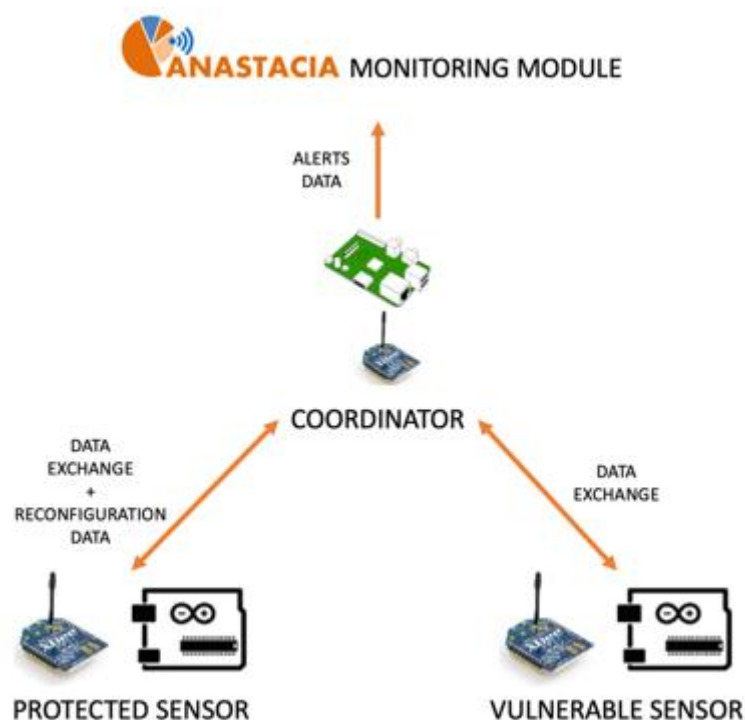 ANASTACIA MONITORING MODULE
ALERTS
DATA
COORDINATOR
DATA
EXCHANGE
+
RECONFIGURATION
DATA
DATA
EXCHANGE
PROTECTED SENSOR
VULNERABLE SENSOR